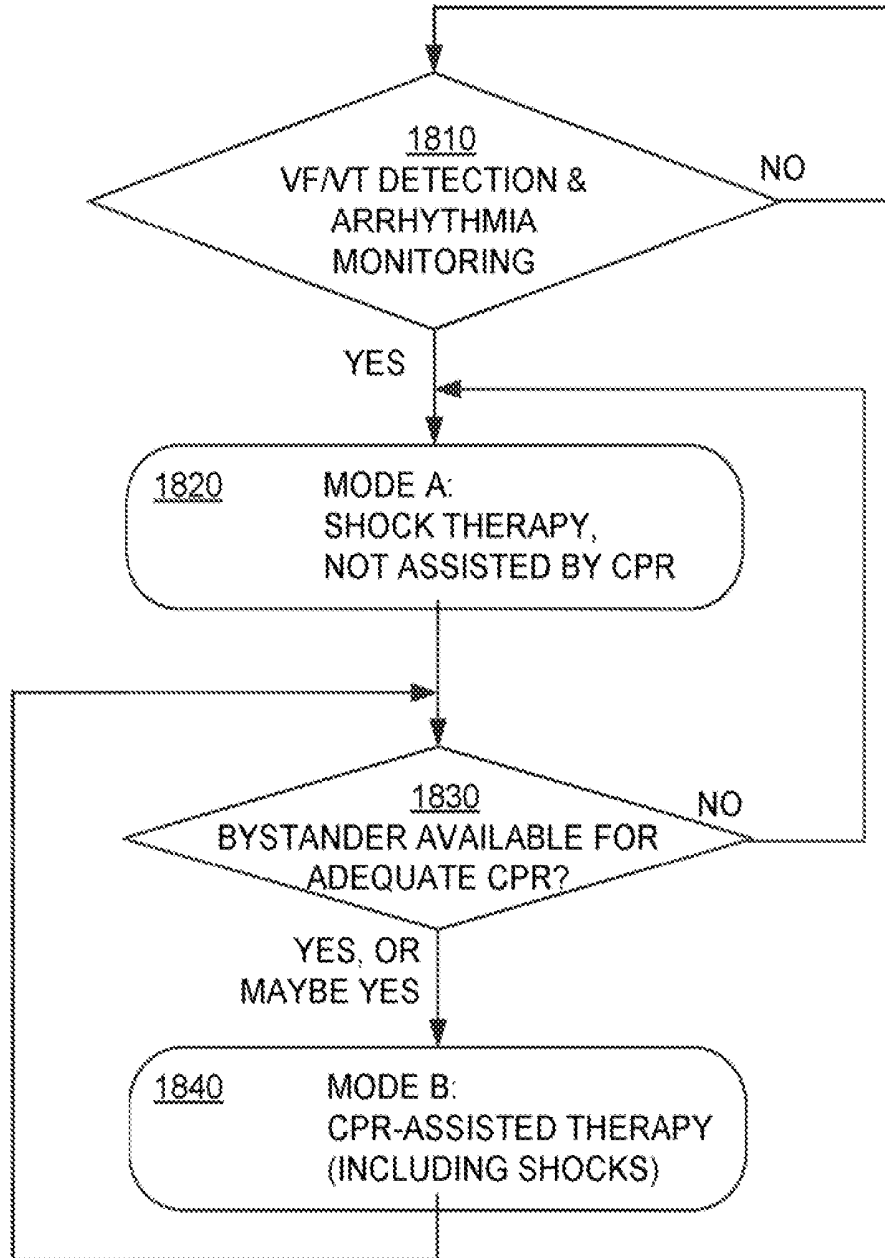 1810
VF/VT DETECTION &
ARRHYTHMIA
MONITORING
NO
YES
1820 MODE A:
SHOCK THERAPY,
NOT ASSISTED BY CPR
1830
BYSTANDER AVAILABLE FOR
ADEQUATE CPR?
NO
YES, OR
MAYBE YES
1840 MODE B:
CPR-ASSISTED THERAPY
(INCLUDING SHOCKS)